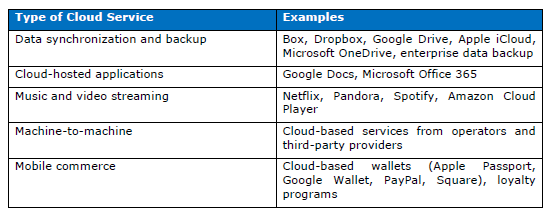 Type of Cloud Service Examples
Data synchronization and backup Box, Dropbox, Google Drive, Apple iCloud,
Microsoft OneDrive, enterprise data backup
Cloud-hosted applications Google Docs, Microsoft Office 365
Music and video streaming Netflix, Pandora, Spotify, Amazon Cloud
Player
Machine-to-machine Cloud-based services from operators and
third-party providers
Mobile commerce Cloud-based wallets (Apple Passport,
Google Wallet, PayPal, Square), loyalty
programs